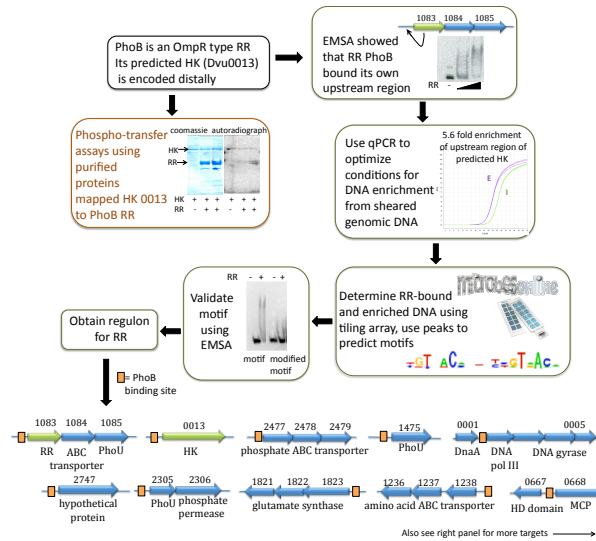 PhoB is an OmpR type RR
Its predicted HK (Dvu0013)
is encoded distally
1083 1084 1085
EMSA showed
that RR PhoB
bound its own
upstream region
RR - 
Phospho-transfer
assays using
purified
proteins
mapped HK 0013
to PhoB RR
coomassie autoradiograph
HK
RR
HK + + + + + +
RR - + + - + +
Use qPCR to
optimize
conditions for
DNA enrichment
from sheared
genomic DNA
5.6 fold enrichment
of upstream region of
predicted HK
E I
Determine RR-bound
and enriched DNA using
tiling array, use peaks to
predict motifs
microbesonline
Validate
motif
using
EMSA
RR - + - +
motif modified
motif
Obtain regulon
for RR
= PhoB
binding site
1083 1084 1085
RR ABC PhoU
transporter
0013
HK
2477 2478 2479
phosphate ABC transporter
1475
PhoU
0001 0005
DnaA DNA DNA gyrase
pol III
2747
hypothetical
protein
2305 2306
PhoU phosphate
permease
1821 1822 1823
glutamate synthase
1236 1237 1238
amino acid ABC transporter
0667 0668
HD domain MCP
Also see right panel for more targets